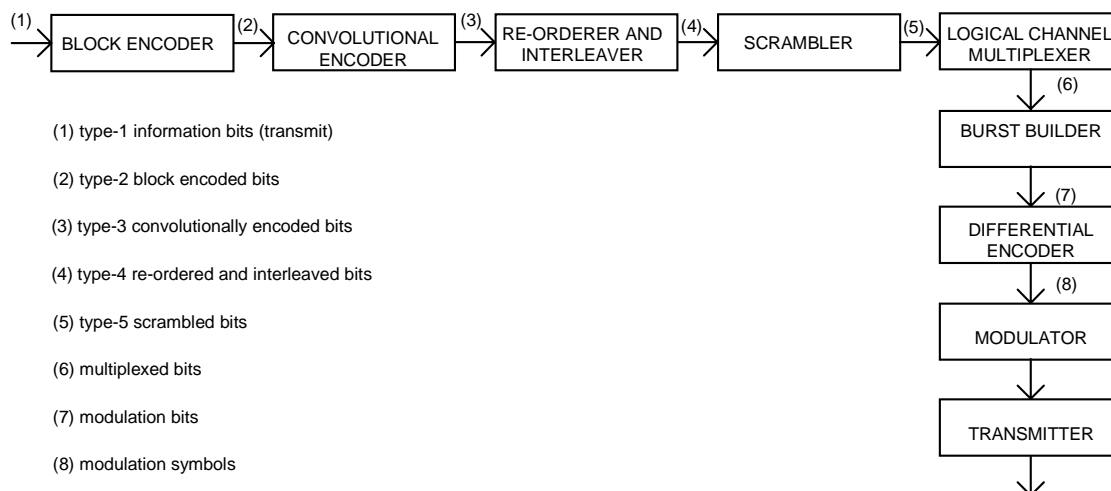 (1)
BLOCK ENCODER
(2)
CONVOLUTIONAL
ENCODER
(3)
RE-ORDERER AND
INTERLEAVER
(4)
SCRAMBLER
(5)
LOGICAL CHANNEL
MULTIPLEXER
(6)
BURST BUILDER
(7)
DIFFERENTIAL
ENCODER
(8)
MODULATOR
TRANSMITTER
(1) type-1 information bits (transmit)
(2) type-2 block encoded bits
(3) type-3 convolutionally encoded bits
(4) type-4 re-ordered and interleaved bits
(5) type-5 scrambled bits
(6) multiplexed bits
(7) modulation bits
(8) modulation symbols